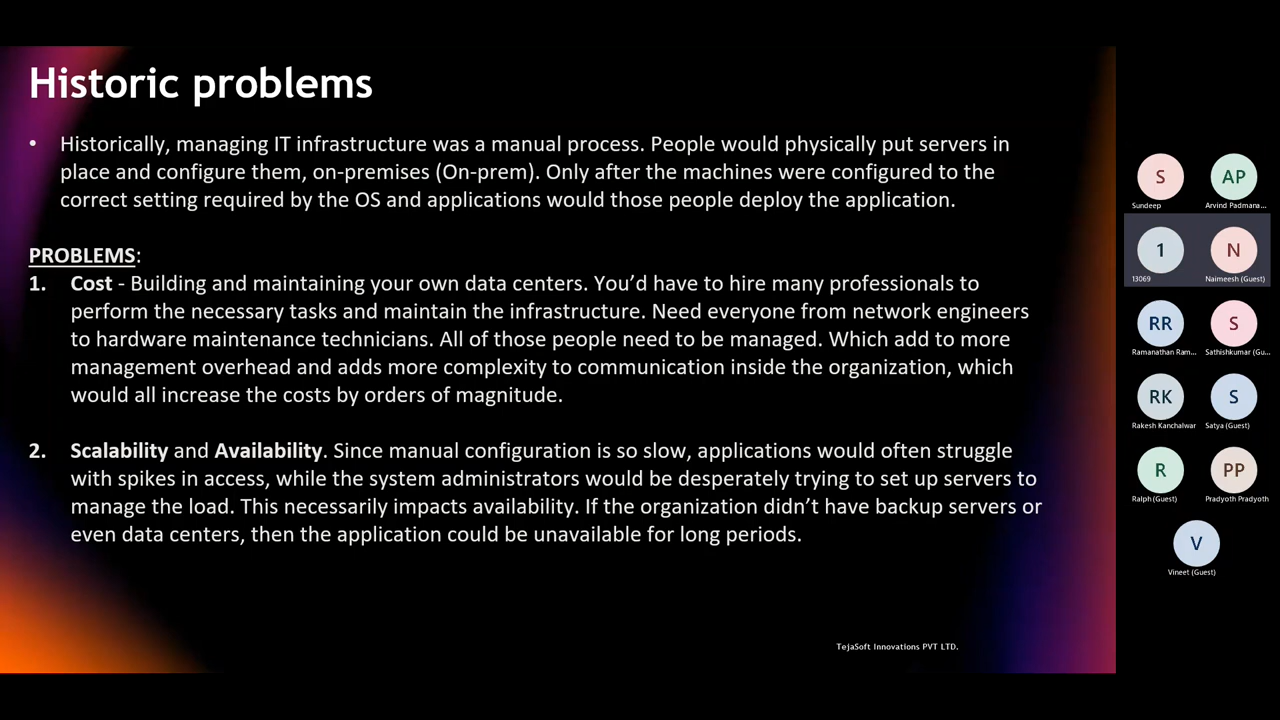 Historic problems
• Historically, managing IT infrastructure was a manual process. People would physically put servers in
place and configure them, on-premises (On-prem). Only after the machines were configured to the
correct setting required by the OS and applications would those people deploy the application.
PROBLEMS:
1. Cost - Building and maintaining your own data centers. You’d have to hire many professionals to
perform the necessary tasks and maintain the infrastructure. Need everyone from network engineers
to hardware maintenance technicians. All of those people need to be managed. Which add to more
management overhead and adds more complexity to communication inside the organization, which
would all increase the costs by orders of magnitude.
2. Scalability and Availability. Since manual configuration is so slow, applications would often struggle
with spikes in access, while the system administrators would be desperately trying to set up servers to
manage the load. This necessarily impacts availability. If the organization didn’t have backup servers or
even data centers, then the application could be unavailable for long periods.
TejaSoft Innovations PVT LTD.
S AP
Sundeep Arvind Padmana...
1 N
13069 Naimeesh (Guest)
RR S
Ramanathan Ram... Sathishkumar (Gu...
RK S
Rakesh Kanchalwar Satya (Guest)
R PP
Ralph (Guest) Pradyoth Pradyoth
V
Vineet (Guest)